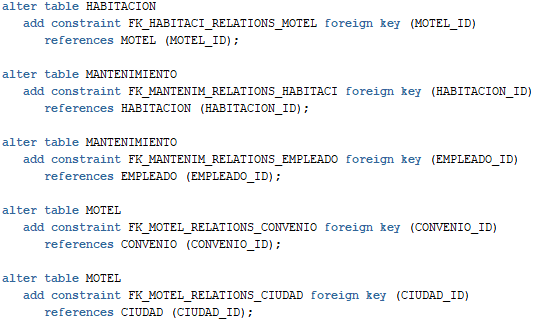 alter table HABITACION
add constraint FK_HABITACI_RELATIONS_MOTEL foreign key (MOTEL_ID)
references MOTEL (MOTEL_ID);
alter table MANTENIMIENTO
add constraint FK_MANTENIM_RELATIONS_HABITACI foreign key (HABITACION_ID)
references HABITACION (HABITACION_ID);
alter table MANTENIMIENTO
add constraint FK_MANTENIM_RELATIONS_EMPLEADO foreign key (EMPLEADO_ID)
references EMPLEADO (EMPLEADO_ID);
alter table MOTEL
add constraint FK_MOTEL_RELATIONS_CONVENIO foreign key (CONVENIO_ID)
references CONVENIO (CONVENIO_ID);
alter table MOTEL
add constraint FK_MOTEL_RELATIONS_CIUDAD foreign key (CIUDAD_ID)
references CIUDAD (CIUDAD_ID);